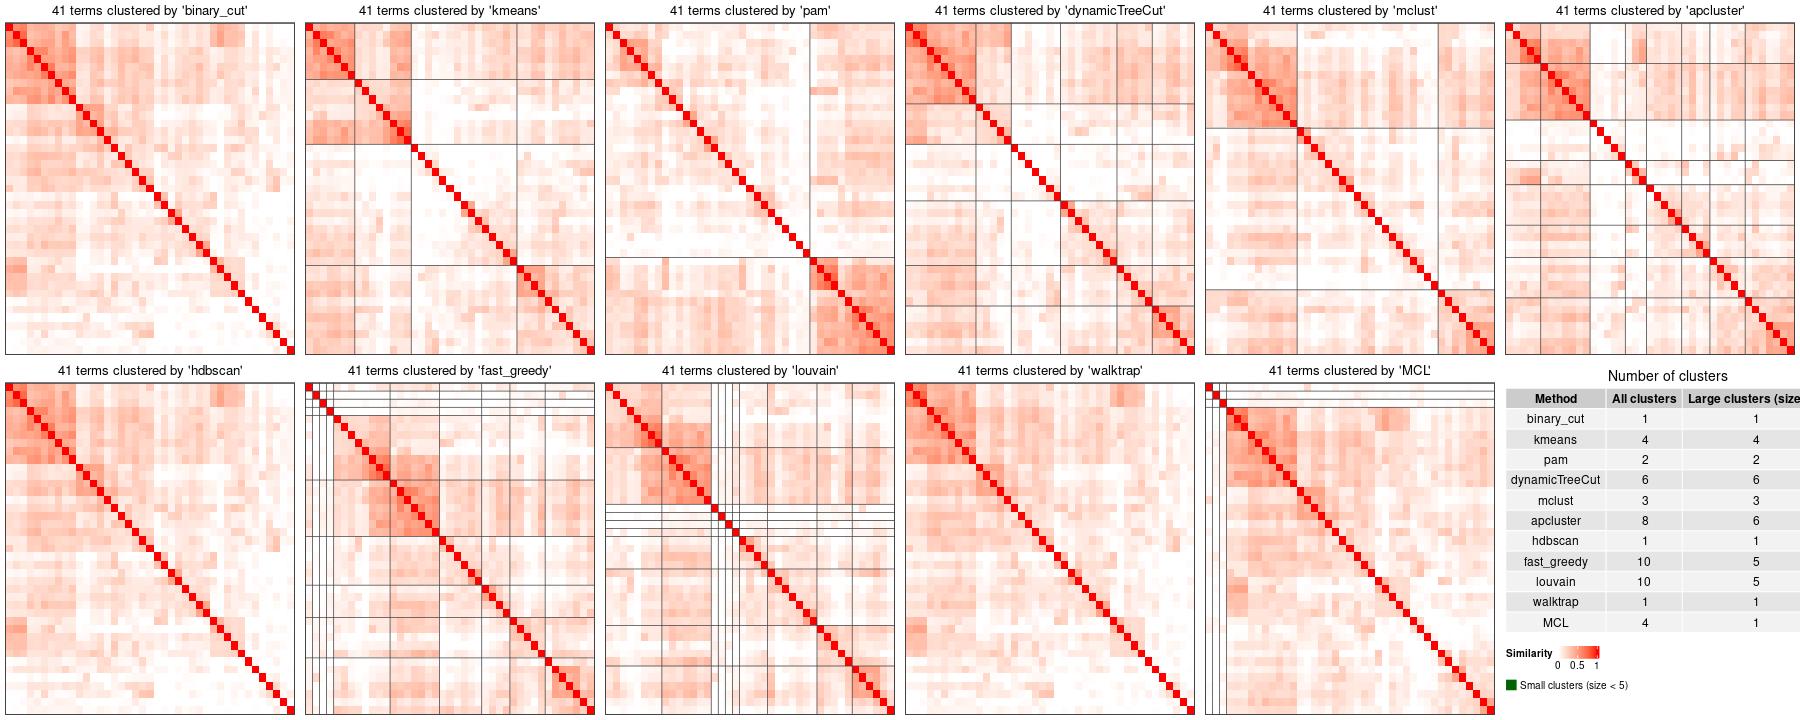 41 terms clustered by 'binary_cut'
41 terms clustered by 'kmeans'
41 terms clustered by 'pam'
41 terms clustered by 'dynamicTreeCut'
41 terms clustered by 'mclust'
41 terms clustered by 'apcluster'
41 terms clustered by 'hdbscan'
41 terms clustered by 'fast_greedy'
41 terms clustered by 'louvain'
41 terms clustered by 'walktrap'
41 terms clustered by 'MCL'
Number of clusters
Method All clusters Large clusters (size
binary_cut 1 1
kmeans 4 4
pam 2 2
dynamicTreeCut 6 6
mclust 3 3
apcluster 8 6
hdbscan 1 1
fast_greedy 10 5
louvain 10 5
walktrap 1 1
MCL 4 1
Similarity
0 0.5 1
Small clusters (size < 5)